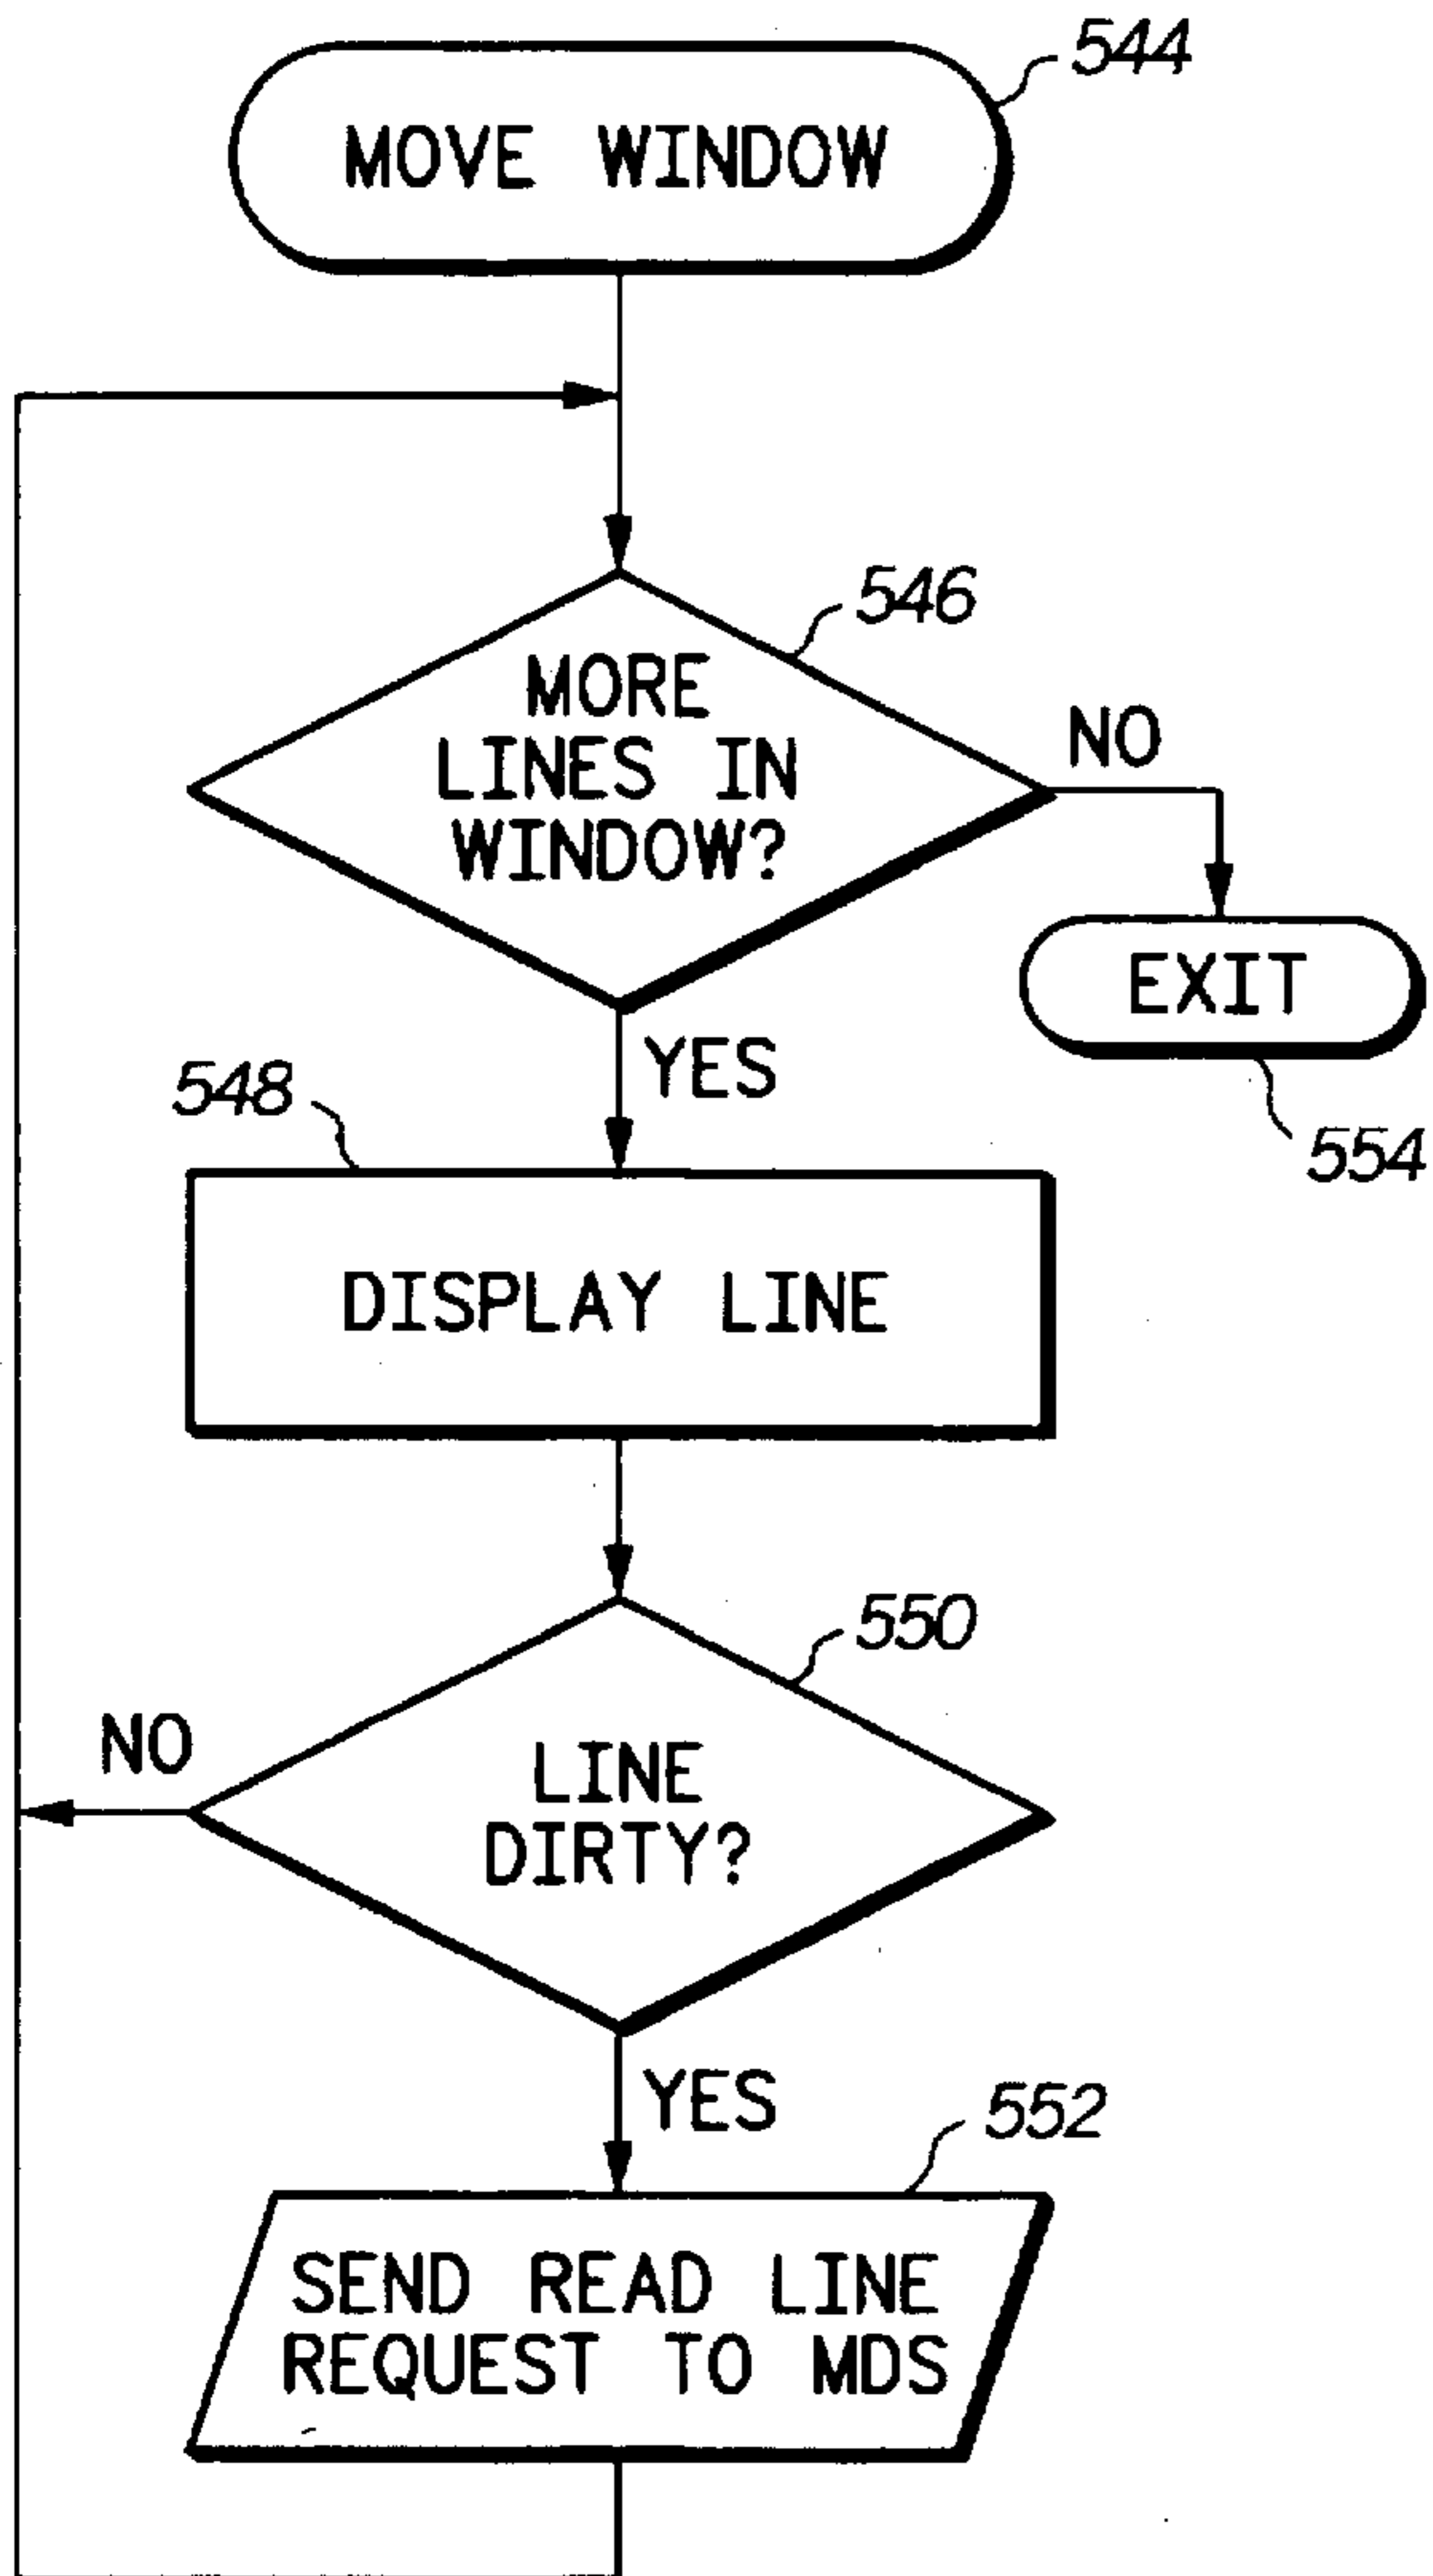 544
MOVE WINDOW
546
MORE
LINES IN
WINDOW?
NO
EXIT
554
YES
548
DISPLAY LINE
550
LINE
DIRTY?
NO
YES
552
SEND READ LINE
REQUEST TO MDS